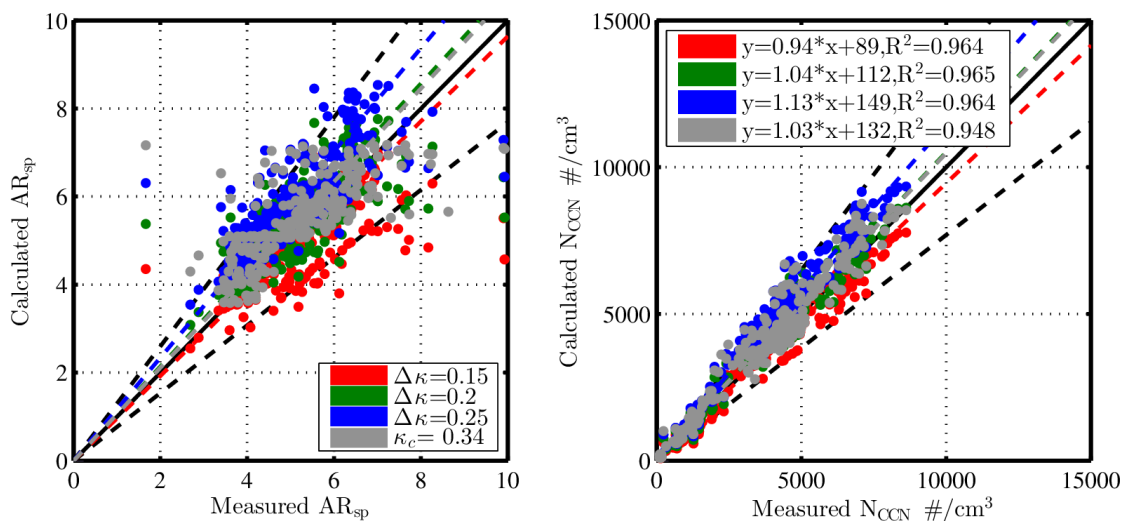 10
8
6
4
2
0
0
2
4
6
8
10
Calculated AR_sp
Measured AR_sp
Δκ=0.15
Δκ=0.2
Δκ=0.25
κ_c= 0.34
15000
10000
5000
0
0
5000
10000
15000
Calculated N_CCN #/cm³
Measured N_CCN #/cm³
y=0.94*x+89,R²=0.964
y=1.04*x+112,R²=0.965
y=1.13*x+149,R²=0.964
y=1.03*x+132,R²=0.948